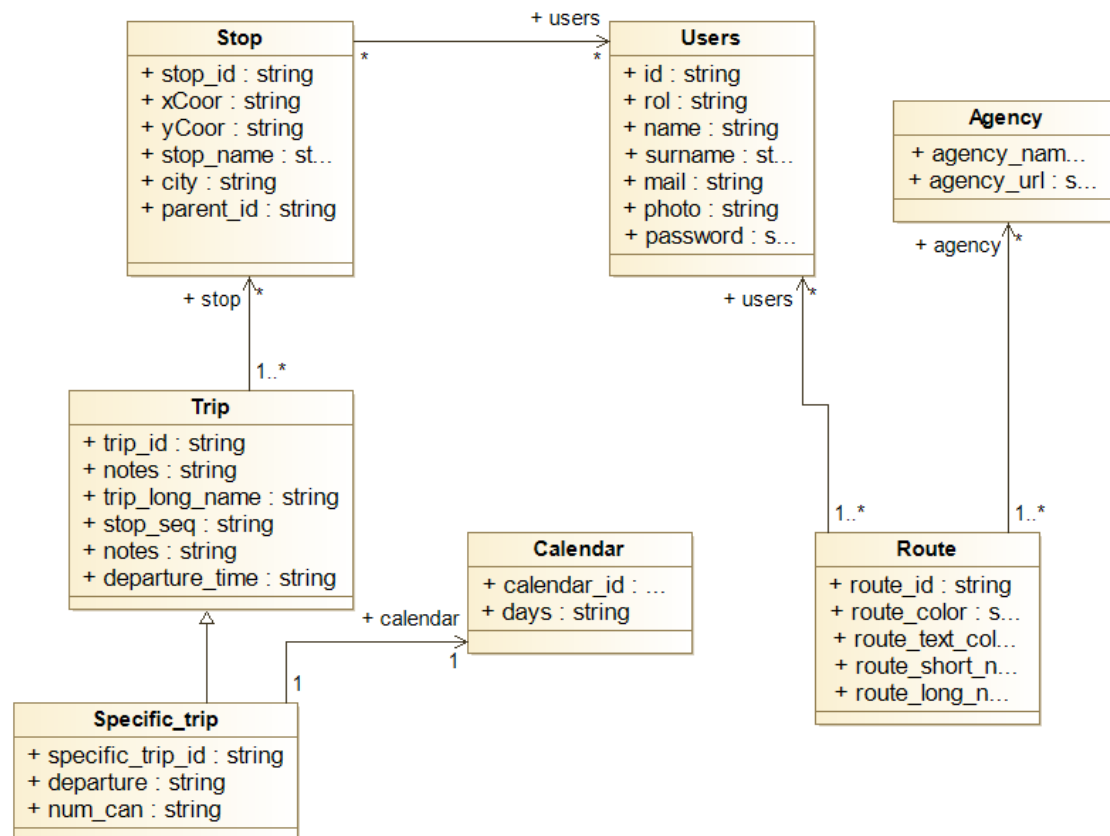 Stop
+ stop_id : string
+ xCoor : string
+ yCoor : string
+ stop_name : st...
+ city : string
+ parent_id : string
+ users
*
*
Users
+ id : string
+ rol : string
+ name : string
+ surname : st...
+ mail : string
+ photo : string
+ password : s...
Agency
+ agency_nam...
+ agency_url : s...
+ stop
*
1..*
+ users
*
1..*
+ agency
*
1..*
Trip
+ trip_id : string
+ notes : string
+ trip_long_name : string
+ stop_seq : string
+ notes : string
+ departure_time : string
+ calendar
1
1
Calendar
+ calendar_id : ...
+ days : string
Route
+ route_id : string
+ route_color : s...
+ route_text_col...
+ route_short_n...
+ route_long_n...
Specific_trip
+ specific_trip_id : string
+ departure : string
+ num_can : string